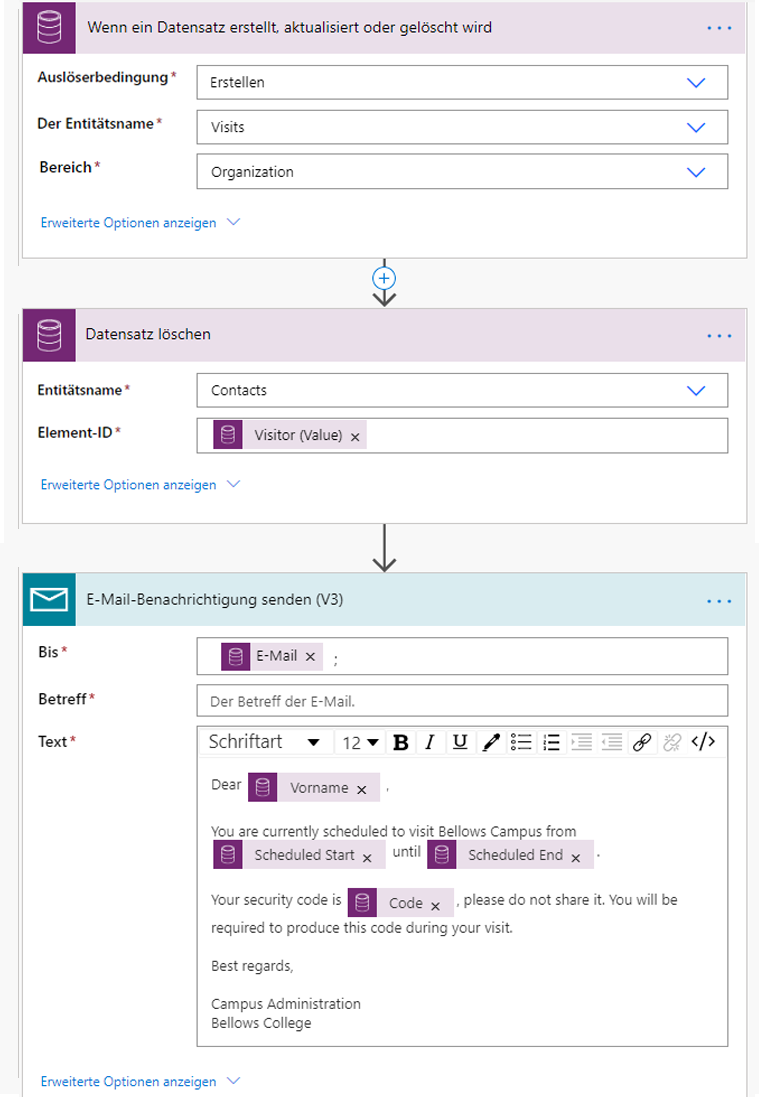 Wenn ein Datensatz erstellt, aktualisiert oder gelöscht wird
Auslöserbedingung*
Erstellen
Der Entitätsname*
Visits
Bereich*
Organization
Erweiterte Optionen anzeigen
Datensatz löschen
Entitätsname*
Contacts
Element-ID*
Visitor (Value) ×
Erweiterte Optionen anzeigen
E-Mail-Benachrichtigung senden (V3)
Bis*
E-Mail × ;
Betreff*
Der Betreff der E-Mail.
Text*
Schriftart 12 B I U </>
Dear Vorname × ,
You are currently scheduled to visit Bellows Campus from
Scheduled Start × until Scheduled End × .
Your security code is Code × , please do not share it. You will be
required to produce this code during your visit.
Best regards,
Campus Administration
Bellows College
Erweiterte Optionen anzeigen